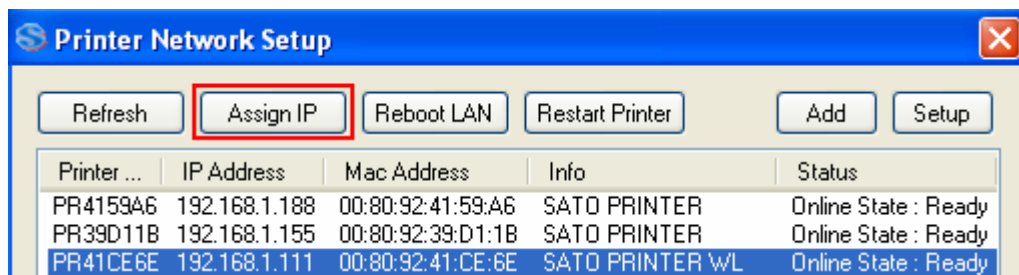 Printer Network Setup
Refresh Assign IP Reboot LAN Restart Printer Add Setup
Printer ... IP Address Mac Address Info Status
PR4159A6 192.168.1.188 00:80:92:41:59:A6 SATO PRINTER Online State : Ready
PR39D11B 192.168.1.155 00:80:92:39:D1:1B SATO PRINTER Online State : Ready
PR41CE6E 192.168.1.111 00:80:92:41:CE:6E SATO PRINTER WL Online State : Ready